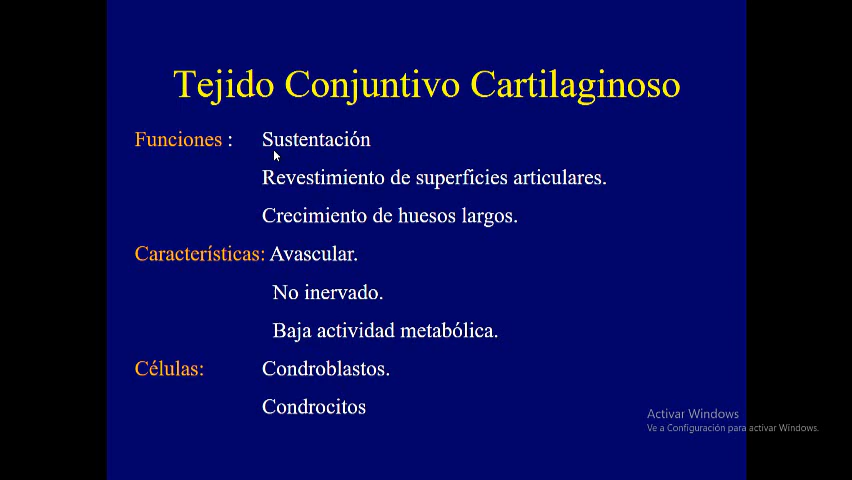 Tejido Conjuntivo Cartilaginoso
Funciones : Sustentación
Revestimiento de superficies articulares.
Crecimiento de huesos largos.
Características: Avascular.
No inervado.
Baja actividad metabólica.
Células: Condroblastos.
Condrocitos
Activar Windows
Ve a Configuración para activar Windows.